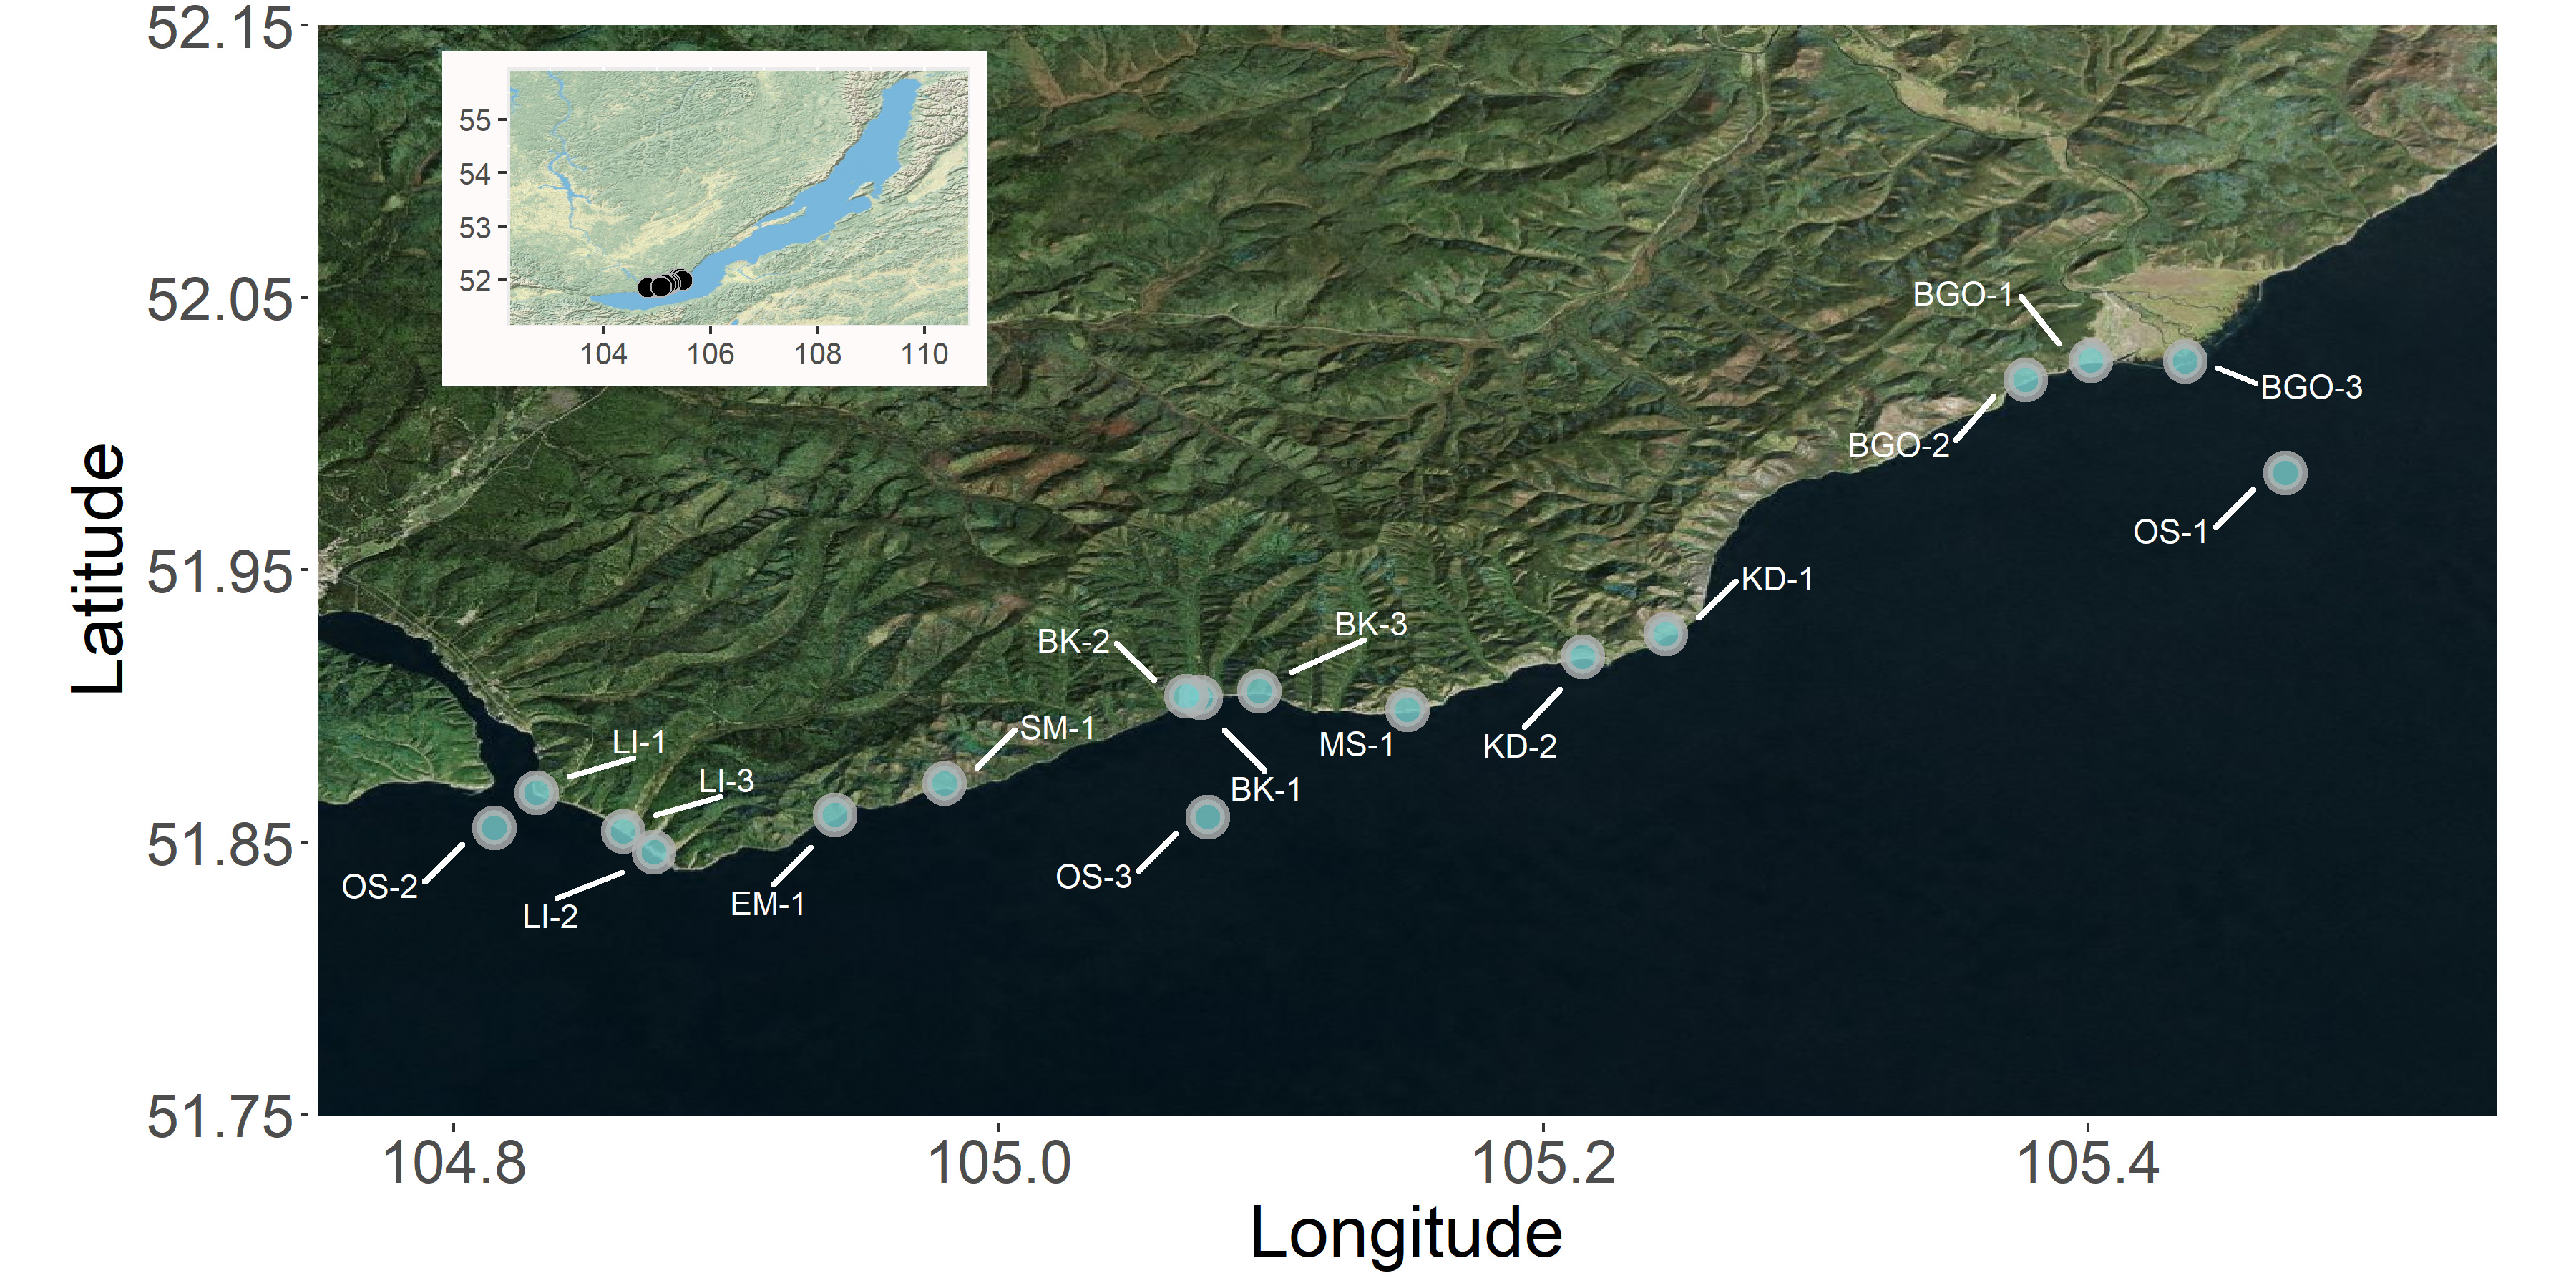 52.15
52.05
51.95
51.85
51.75
Latitude
55
54
53
52
104 106 108 110
BGO-1
BGO-3
BGO-2
OS-1
KD-1
BK-3
BK-2
SM-1
MS-1
KD-2
LI-1
LI-3
BK-1
OS-3
OS-2
EM-1
LI-2
104.8 105.0 105.2 105.4
Longitude